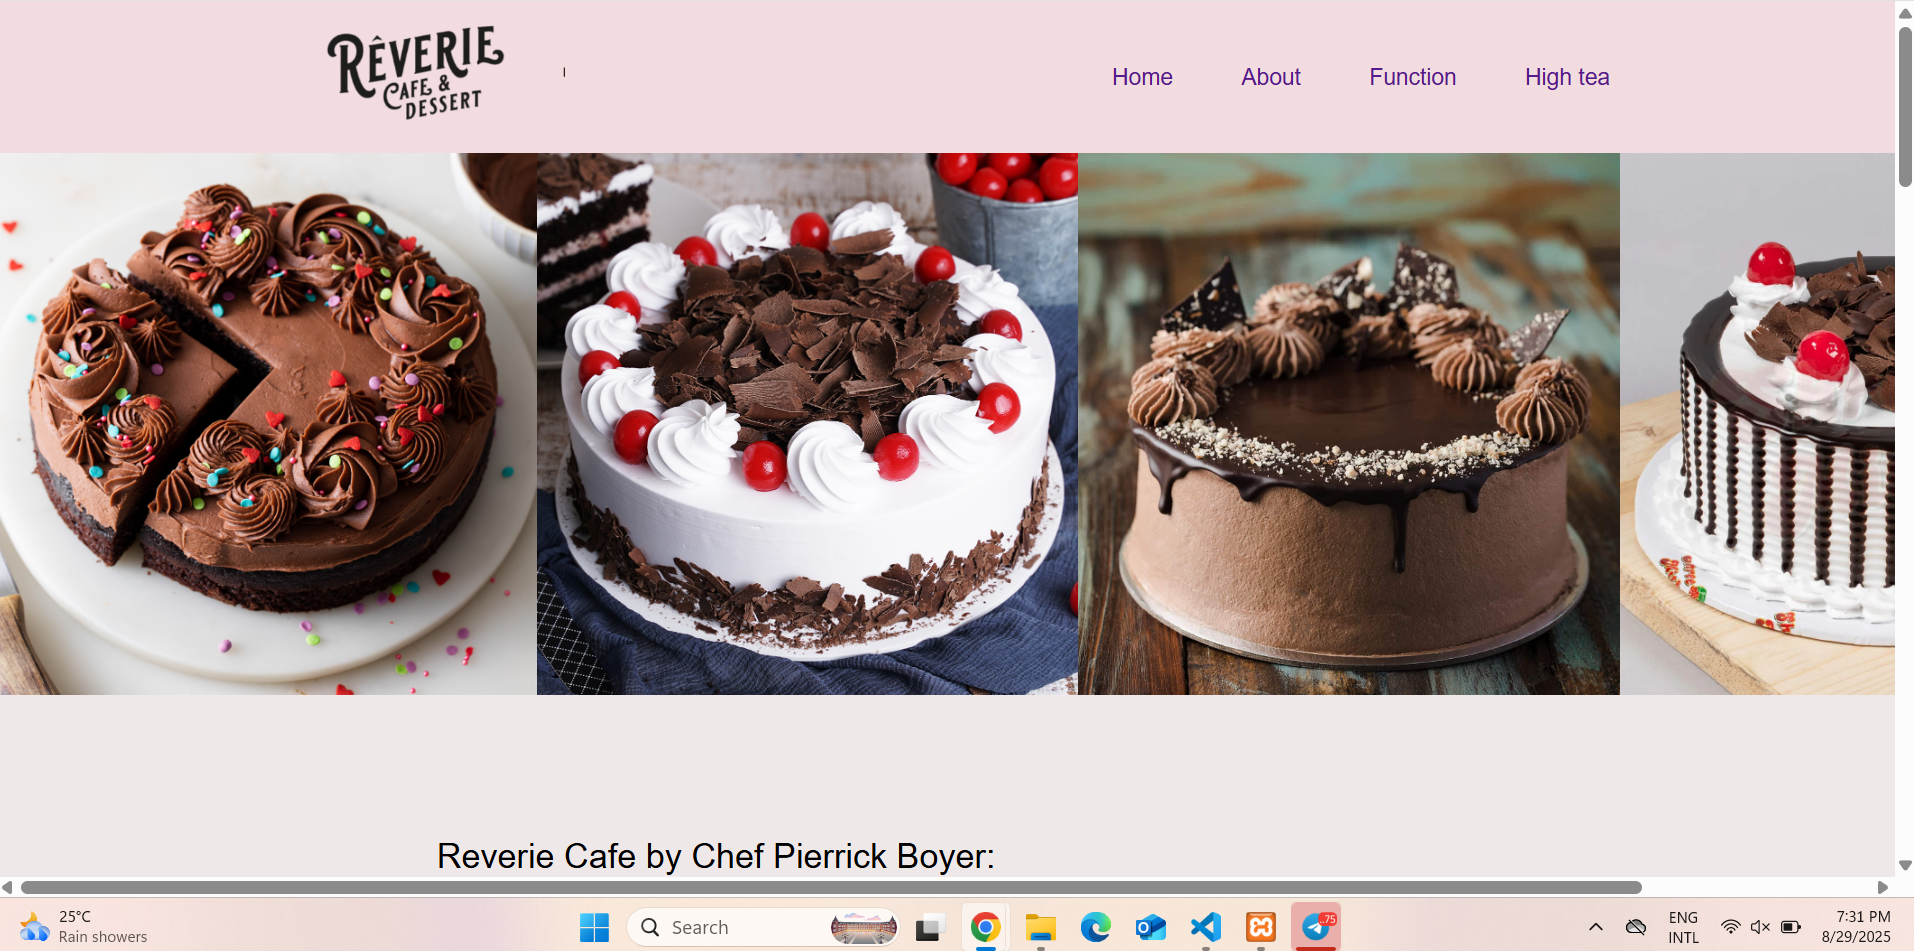 RÊVERIE
CAFE &
DESSERT
Home
About
Function
High tea
Reverie Cafe by Chef Pierrick Boyer:
25°C
Rain showers
Search
.75
ENG
INTL
7:31 PM
8/29/2025